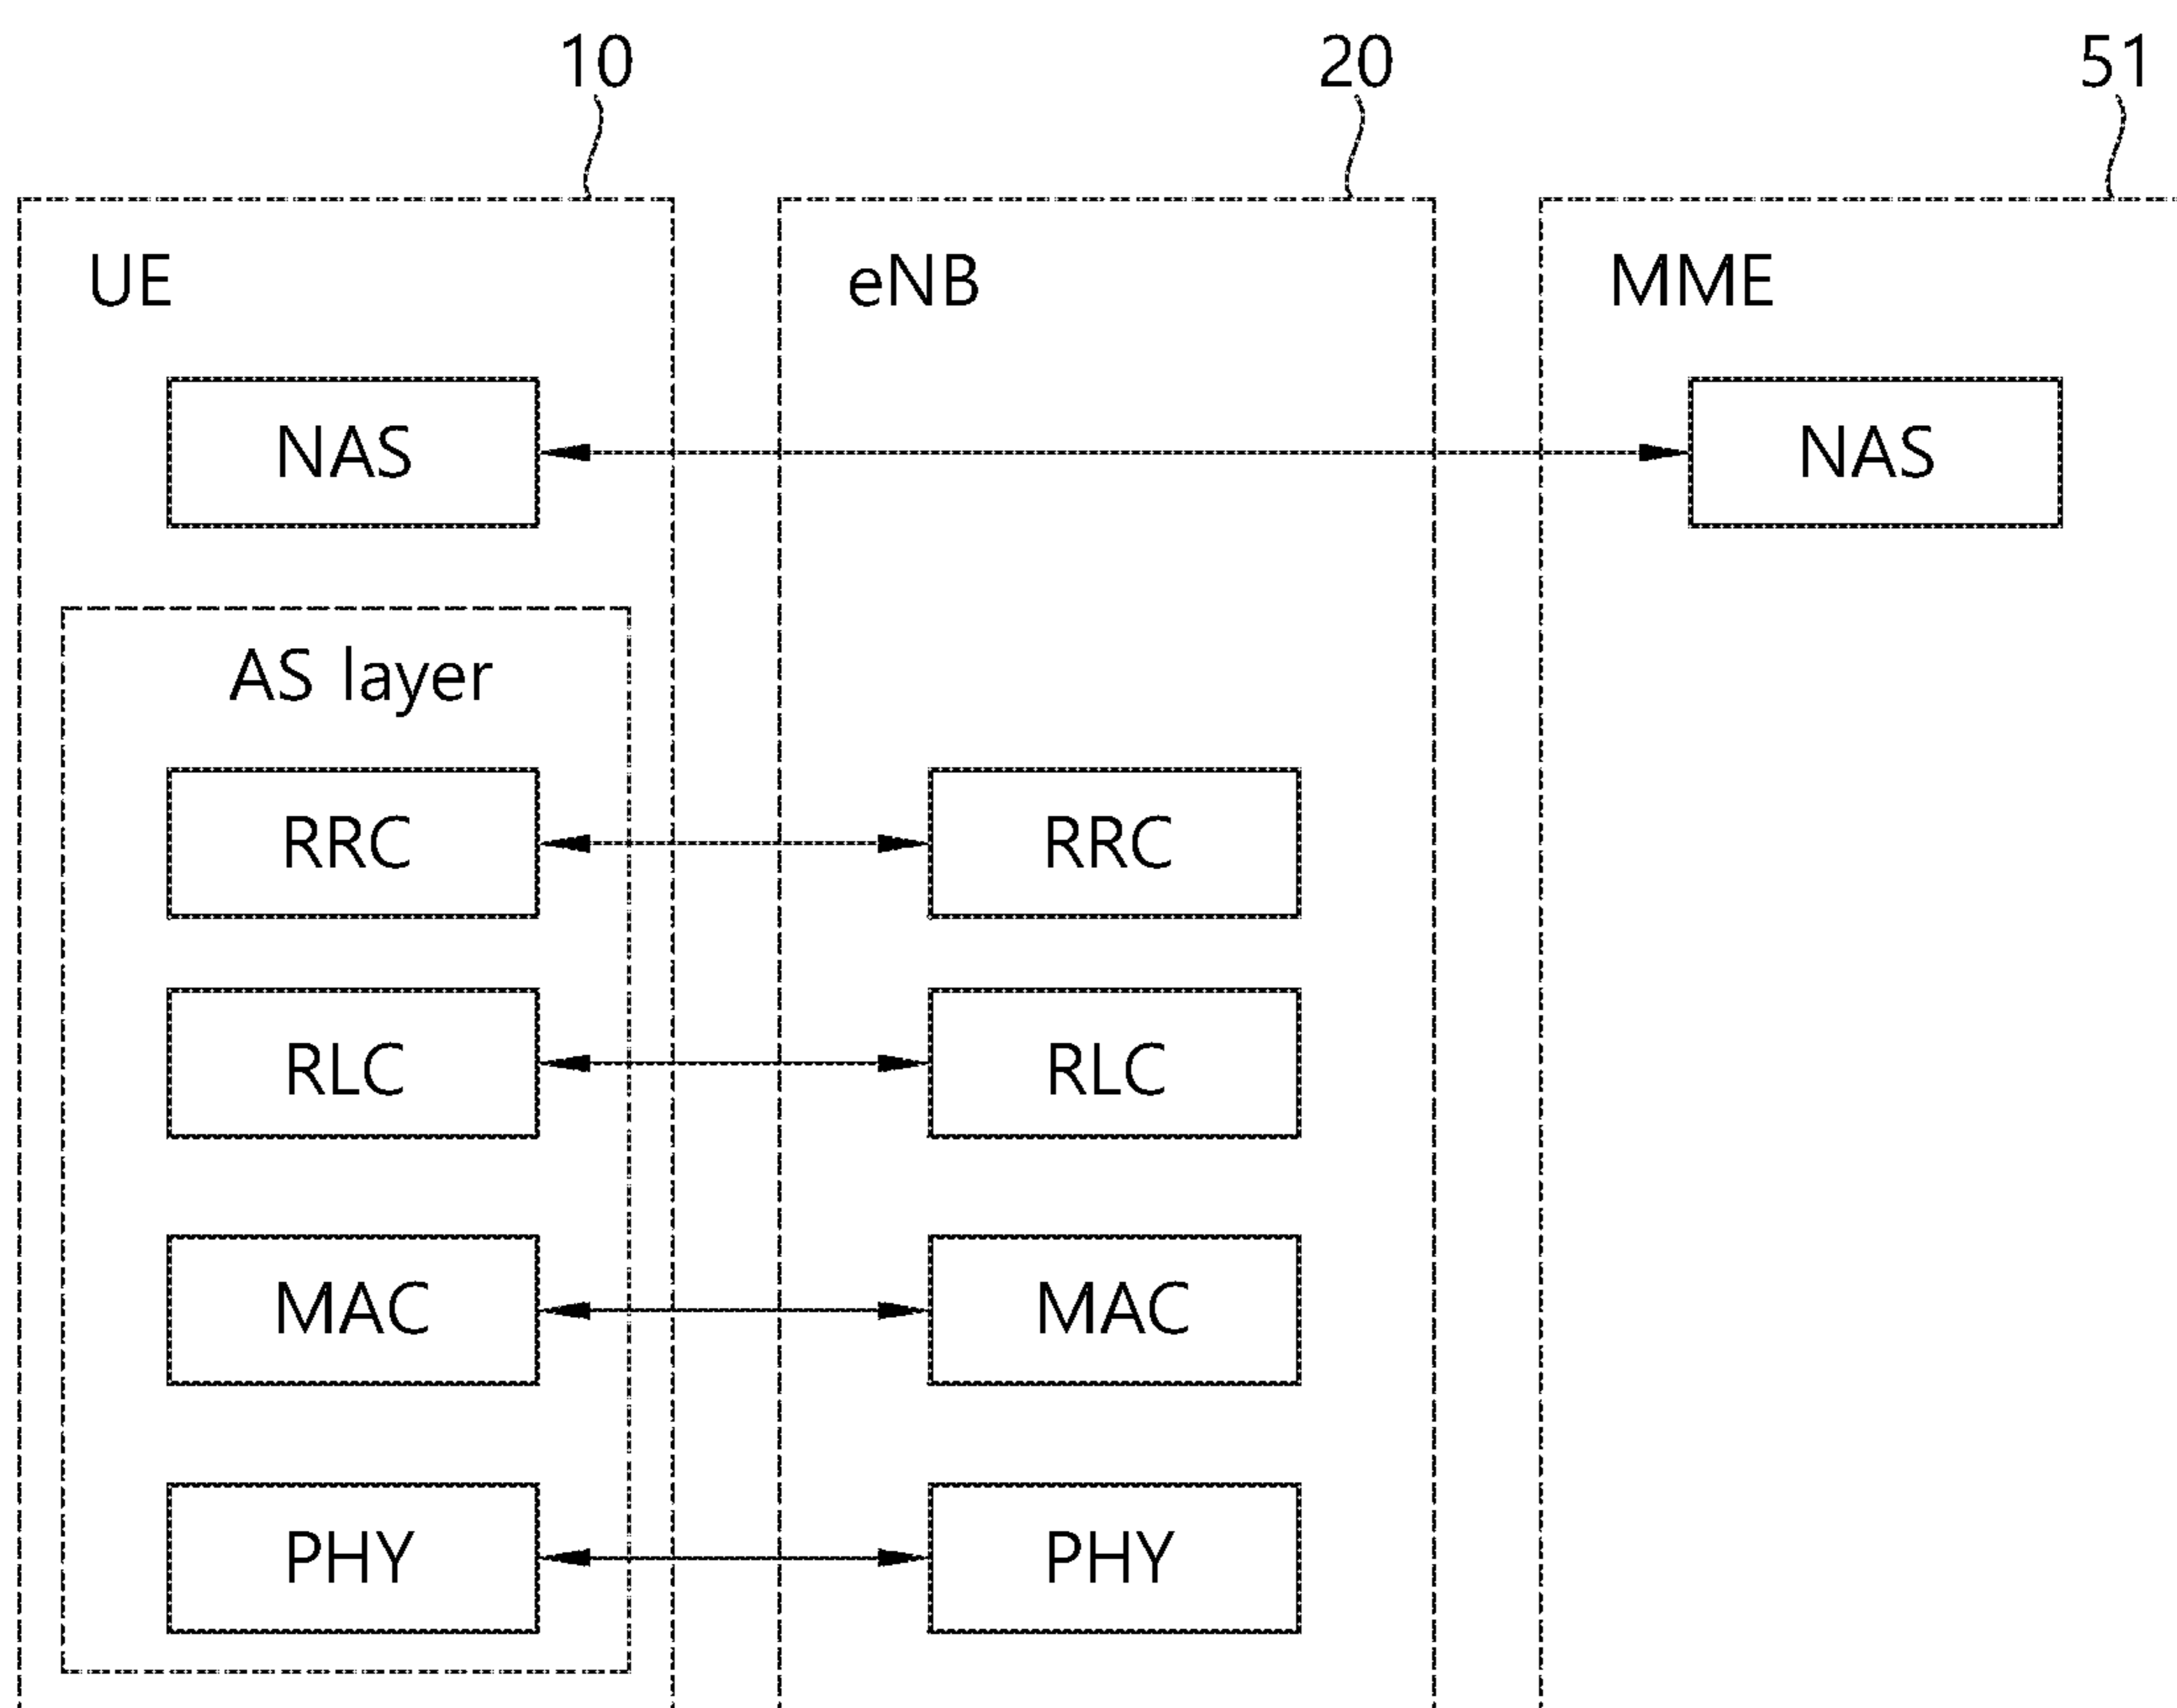 10 20 51
UE eNB MME
NAS NAS
AS layer
RRC RRC
RLC RLC
MAC MAC
PHY PHY